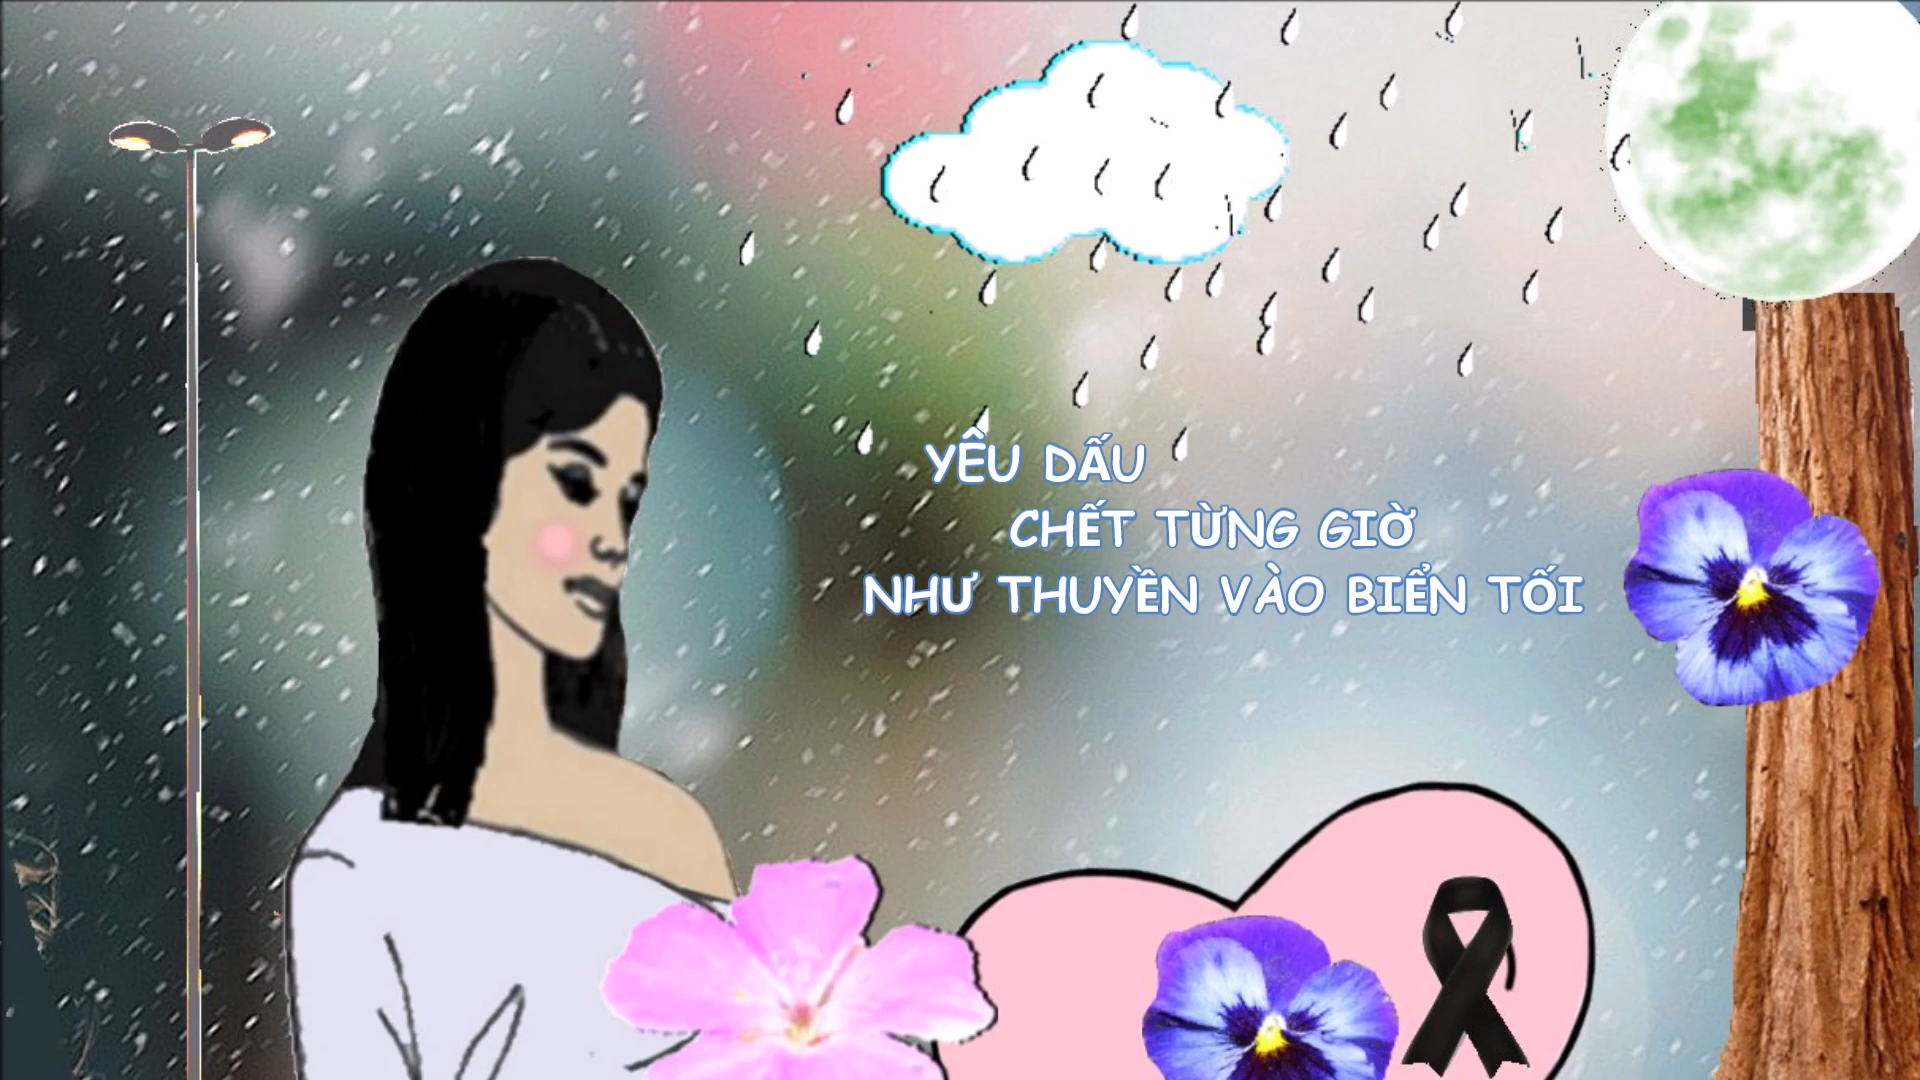 YÊU DẤU
CHẾT TỪNG GIỜ
NHƯ THUYỀN VÀO BIỂN TỐI